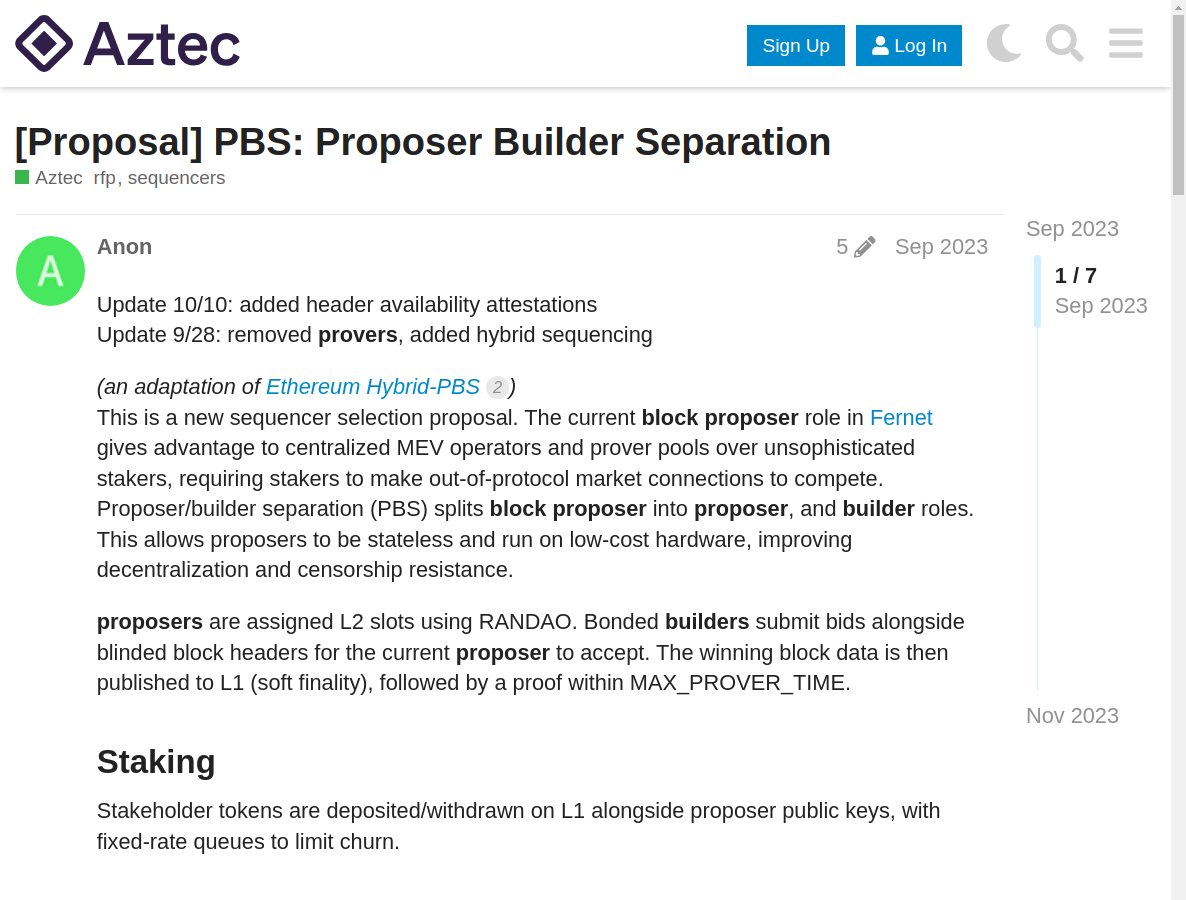 Aztec
Sign Up
Log In
[Proposal] PBS: Proposer Builder Separation
Aztec rfp, sequencers
A
Anon
5
Sep 2023
Update 10/10: added header availability attestations
Update 9/28: removed provers, added hybrid sequencing
(an adaptation of Ethereum Hybrid-PBS 2 )
This is a new sequencer selection proposal. The current block proposer role in Fernet
gives advantage to centralized MEV operators and prover pools over unsophisticated
stakers, requiring stakers to make out-of-protocol market connections to compete.
Proposer/builder separation (PBS) splits block proposer into proposer, and builder roles.
This allows proposers to be stateless and run on low-cost hardware, improving
decentralization and censorship resistance.
proposers are assigned L2 slots using RANDAO. Bonded builders submit bids alongside
blinded block headers for the current proposer to accept. The winning block data is then
published to L1 (soft finality), followed by a proof within MAX_PROVER_TIME.
Staking
Stakeholder tokens are deposited/withdrawn on L1 alongside proposer public keys, with
fixed-rate queues to limit churn.
Sep 2023
1 / 7
Sep 2023
Nov 2023